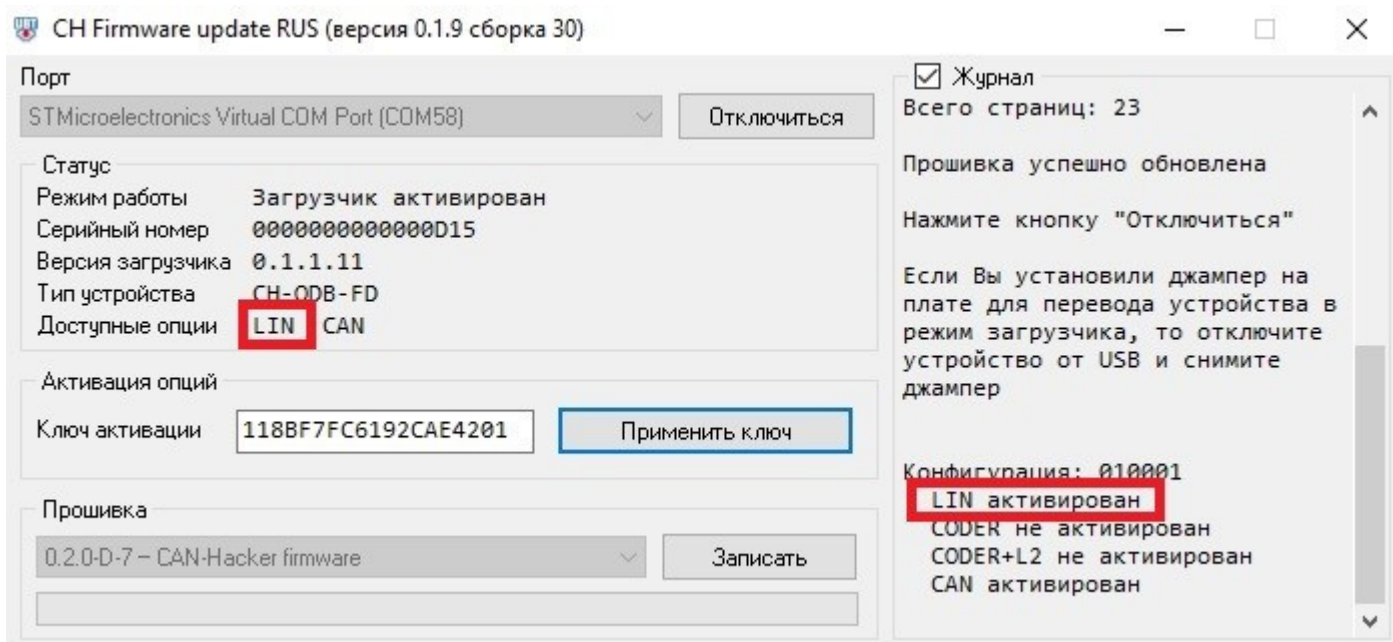 CH Firmware update RUS (версия 0.1.9 сборка 30)
Порт
STMicroelectronics Virtual COM Port (COM58)
Отключиться
Статус
Режим работы Загрузчик активирован
Серийный номер 0000000000000D15
Версия загрузчика 0.1.1.11
Тип устройства CH-ODB-FD
Доступные опции LIN CAN
Активация опций
Ключ активации 118BF7FC6192CAE4201 Применить ключ
Прошивка
0.2.0-D-7 – CAN-Hacker firmware Записать
Журнал
Всего страниц: 23
Прошивка успешно обновлена
Нажмите кнопку "Отключиться"
Если Вы установили джампер на
плате для перевода устройства в
режим загрузчика, то отключите
устройство от USB и снимите
джампер
Конфигурация: 010001
LIN активирован
CODER не активирован
CODER+L2 не активирован
CAN активирован